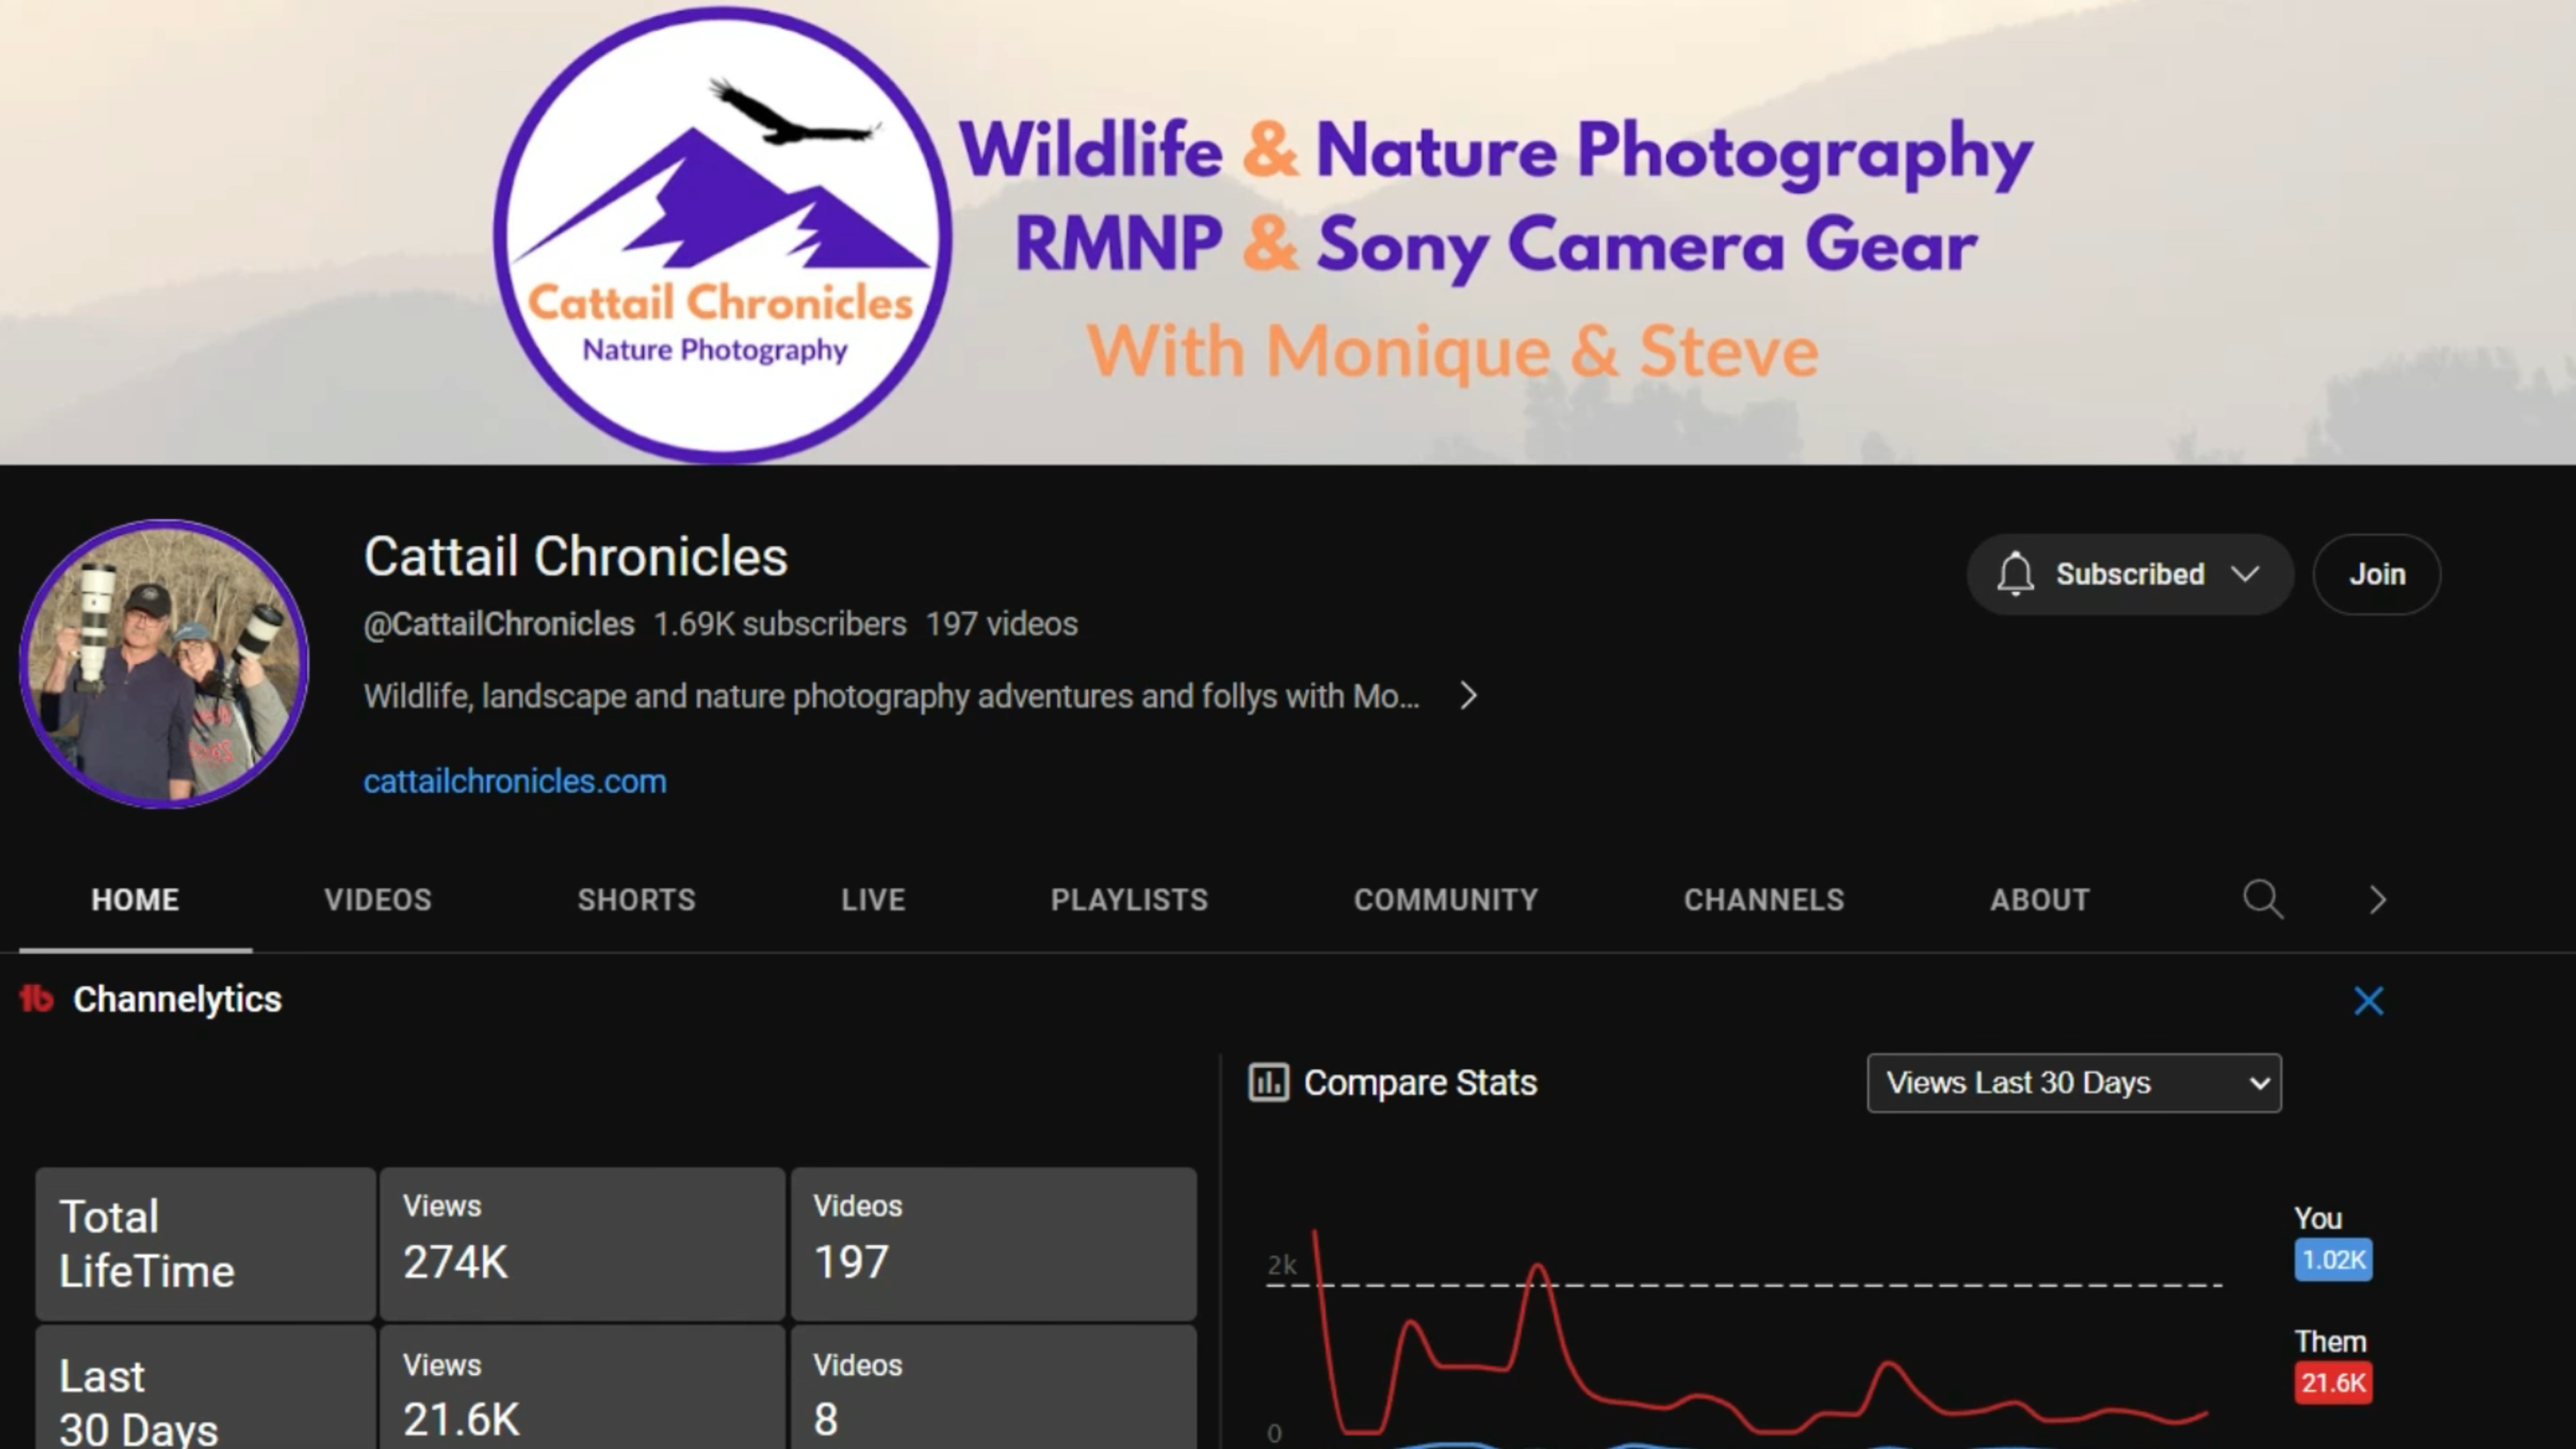 Wildlife & Nature Photography
RMNP & Sony Camera Gear
With Monique & Steve
Cattail Chronicles
Nature Photography
Cattail Chronicles
@CattailChronicles 1.69K subscribers 197 videos
Wildlife, landscape and nature photography adventures and follys with Mo...
cattailchronicles.com
Subscribed
Join
HOME VIDEOS SHORTS LIVE PLAYLISTS COMMUNITY CHANNELS ABOUT
tb Channelytics
Compare Stats
Views Last 30 Days
Total
LifeTime
Views
274K
Videos
197
Last
30 Days
Views
21.6K
Videos
8
2k
0
You
1.02K
Them
21.6K